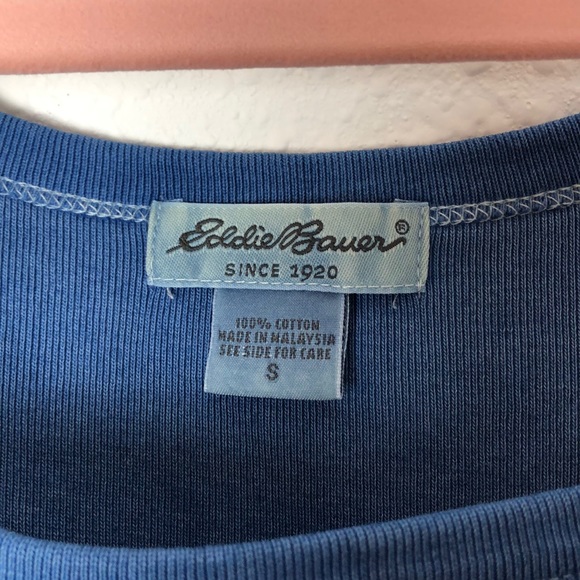 Eddie Bauer®
SINCE 1920
100% COTTON
MADE IN MALAYSIA
SEE SIDE FOR CARE
S